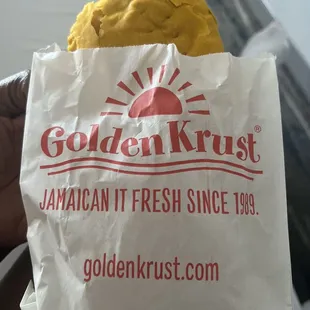 Golden Krust®
JAMAICAN IT FRESH SINCE 1989.
goldenkrust.com